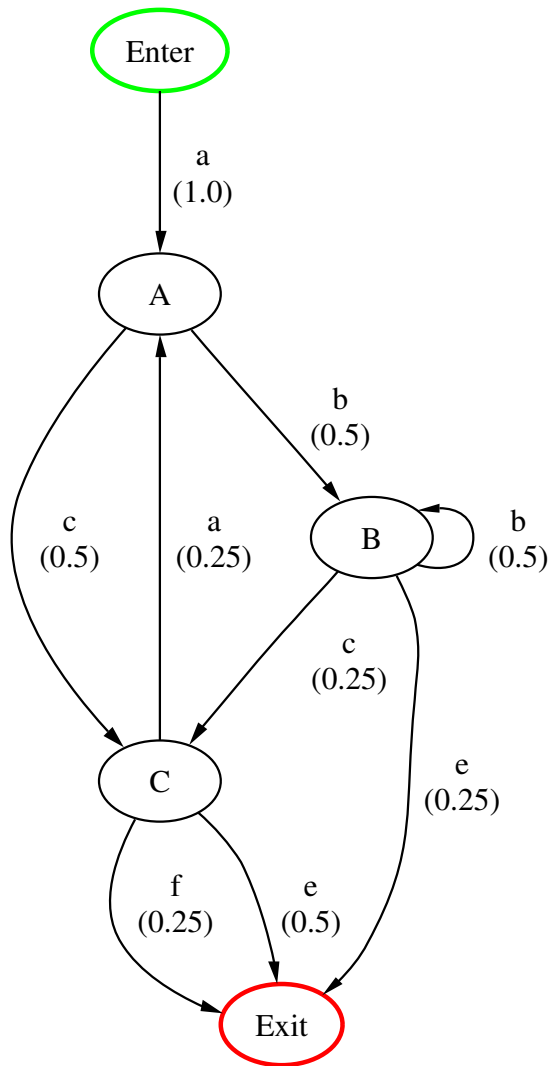 Enter
a
(1.0)
A
b
(0.5)
c
(0.5)
a
(0.25)
B
b
(0.5)
c
(0.25)
C
e
(0.25)
f
(0.25)
e
(0.5)
Exit